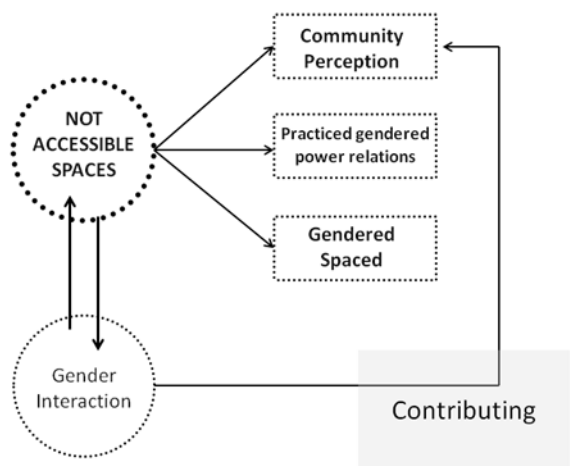 Community
Perception
NOT
ACCESSIBLE
SPACES
Practiced gendered
power relations
Gendered
Spaced
Gender
Interaction
Contributing